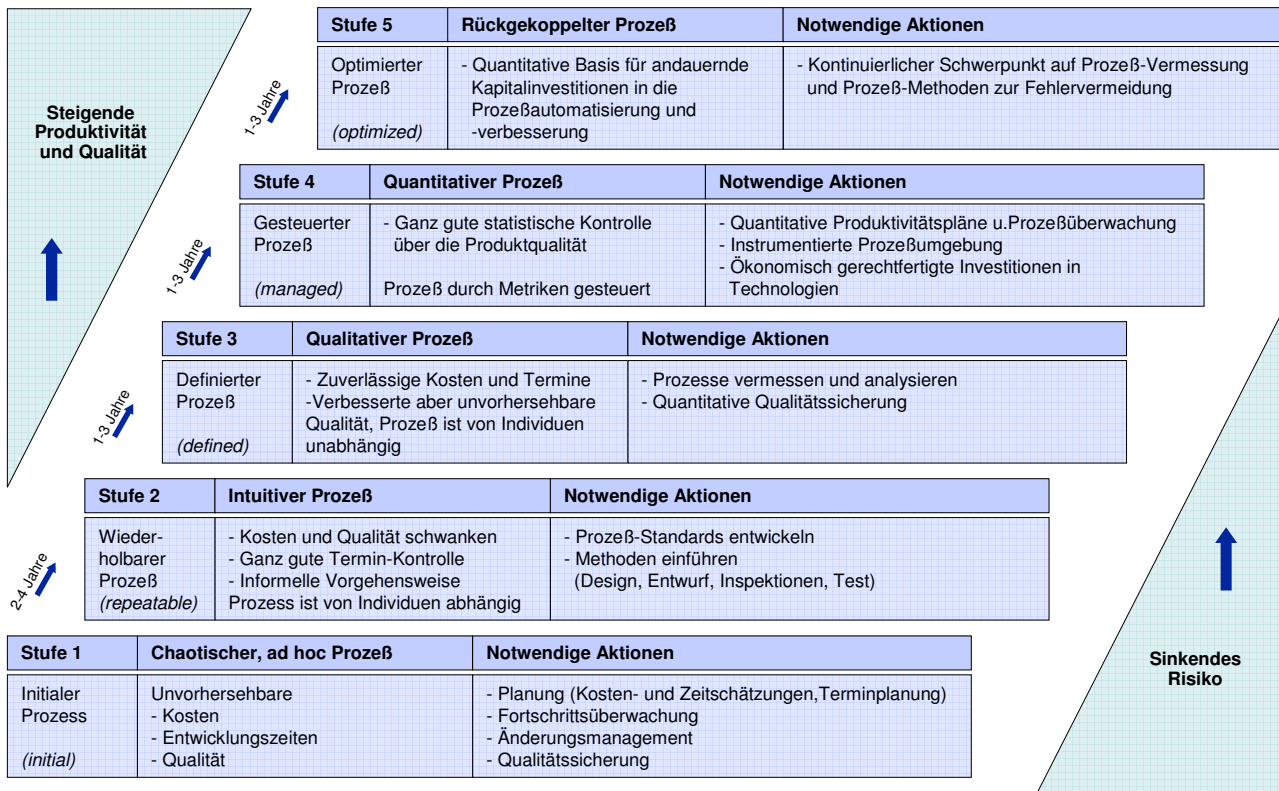 Steigende
Produktivität
und Qualität
1-3 Jahre
Stufe 5
Rückgekoppelter Prozeß
Notwendige Aktionen
Optimierter
Prozeß
(optimized)
- Quantitative Basis für andauernde
Kapitalinvestitionen in die
Prozeßautomatisierung und
-verbesserung
- Kontinuierlicher Schwerpunkt auf Prozeß-Vermessung
und Prozeß-Methoden zur Fehlervermeidung
1-3 Jahre
Stufe 4
Quantitativer Prozeß
Notwendige Aktionen
Gesteuerter
Prozeß
(managed)
- Ganz gute statistische Kontrolle
über die Produktqualität
Prozeß durch Metriken gesteuert
- Quantitative Produktivitätspläne u.Prozeßüberwachung
- Instrumentierte Prozeßumgebung
- Ökonomisch gerechtfertigte Investitionen in
Technologien
1-3 Jahre
Stufe 3
Qualitativer Prozeß
Notwendige Aktionen
Definierter
Prozeß
(defined)
- Zuverlässige Kosten und Termine
-Verbesserte aber unvorhersehbare
Qualität, Prozeß ist von Individuen
unabhängig
- Prozesse vermessen und analysieren
- Quantitative Qualitätssicherung
2-4 Jahre
Stufe 2
Intuitiver Prozeß
Notwendige Aktionen
Wieder-
holbarer
Prozeß
(repeatable)
- Kosten und Qualität schwanken
- Ganz gute Termin-Kontrolle
- Informelle Vorgehensweise
Prozess ist von Individuen abhängig
- Prozeß-Standards entwickeln
- Methoden einführen
(Design, Entwurf, Inspektionen, Test)
Stufe 1
Chaotischer, ad hoc Prozeß
Notwendige Aktionen
Initialer
Prozess
(initial)
Unvorhersehbare
- Kosten
- Entwicklungszeiten
- Qualität
- Planung (Kosten- und Zeitschätzungen,Terminplanung)
- Fortschrittsüberwachung
- Änderungsmanagement
- Qualitätssicherung
Sinkendes
Risiko